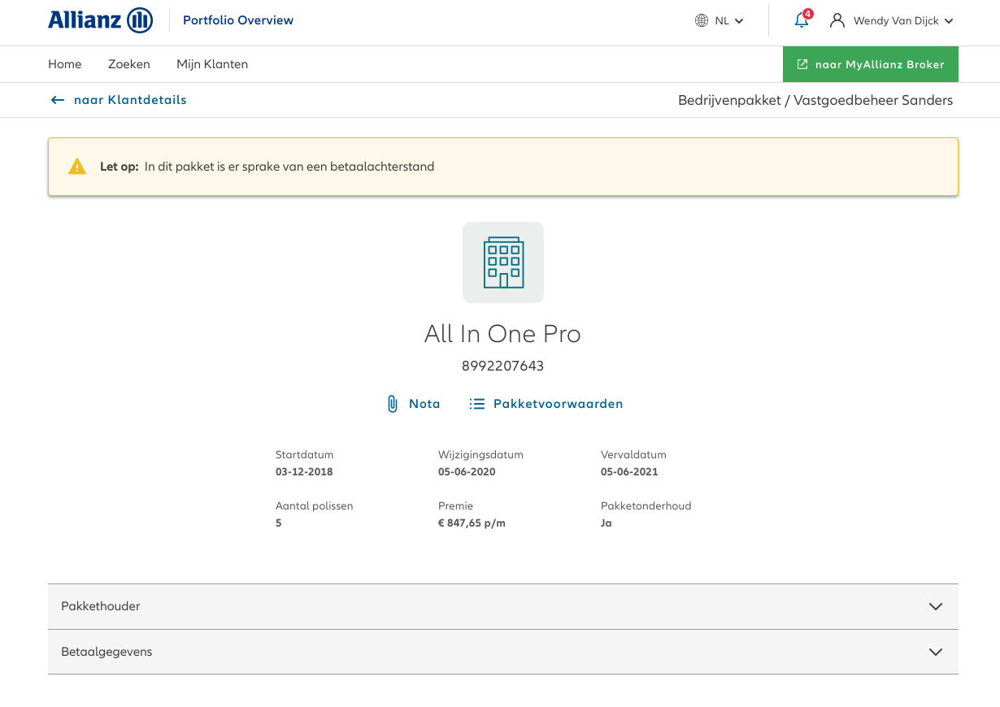 Allianz Portfolio Overview NL 4 Wendy Van Dijck
Home Zoeken Mijn Klanten naar MyAllianz Broker
naar Klantdetails Bedrijvenpakket / Vastgoedbeheer Sanders
Let op: In dit pakket is er sprake van een betaalachterstand
All In One Pro
8992207643
Nota Pakketvoorwaarden
Startdatum Wijzigingsdatum Vervaldatum
03-12-2018 05-06-2020 05-06-2021
Aantal polissen Premie Pakketonderhoud
5 € 847,65 p/m Ja
Pakkethouder
Betaalgegevens